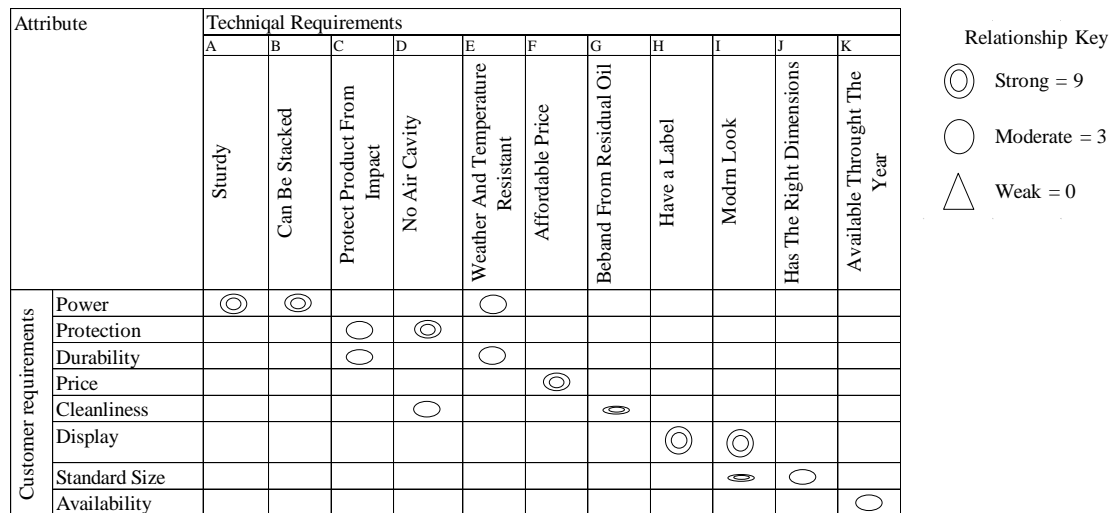 Attribute
Techniqal Requirements
A
B
C
D
E
F
G
H
I
J
K
Sturdy
Can Be Stacked
Protect Product From
Impact
No Air Cavity
Weather And Temperature
Resistant
Affordable Price
Beband From Residual Oil
Have a Label
Modrn Look
Has The Right Dimensions
Available Throught The
Year
Customer requirements
Power
Protection
Durability
Price
Cleanliness
Display
Standard Size
Availability
Relationship Key
Strong = 9
Moderate = 3
Weak = 0